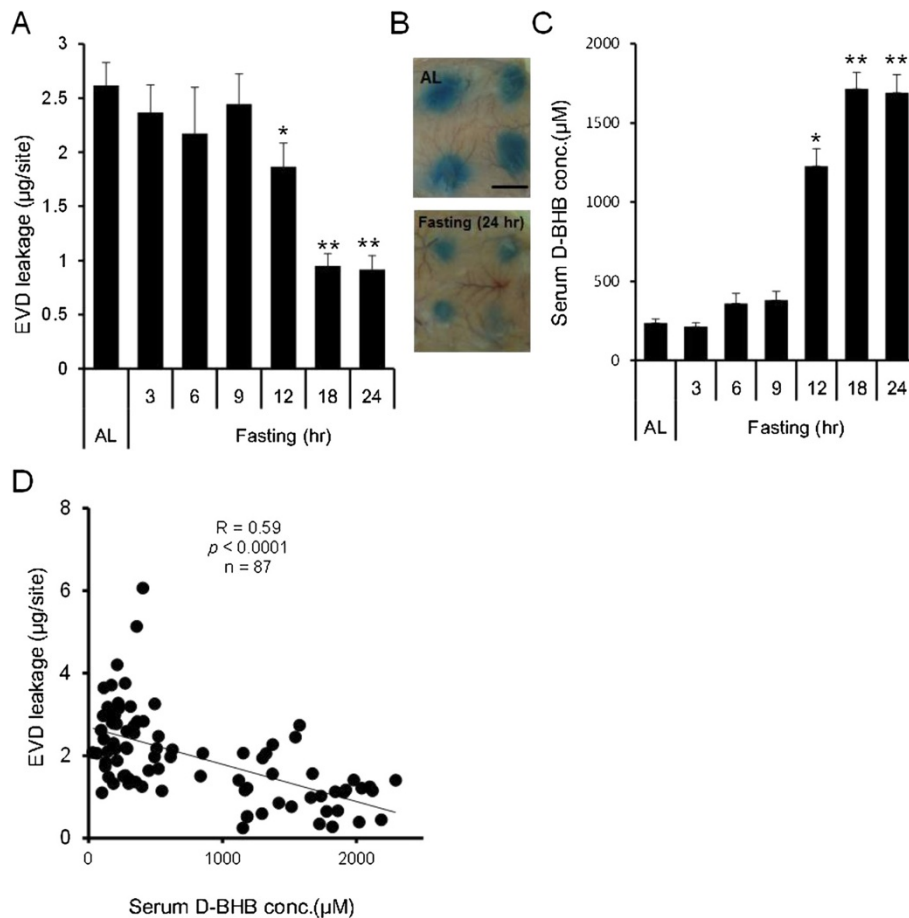 A
B
C
3
2.5
2
1.5
1
0.5
0
EVD leakage (µg/site)
*
**
**
3 6 9 12 18 24
AL Fasting (hr)
AL
Fasting (24 hr)
2000
1500
1000
500
0
Serum D-BHB conc.(µM)
*
**
**
3 6 9 12 18 24
AL Fasting (hr)
D
8
6
4
2
0
EVD leakage (µg/site)
R = 0.59
p < 0.0001
n = 87
0 1000 2000
Serum D-BHB conc.(µM)